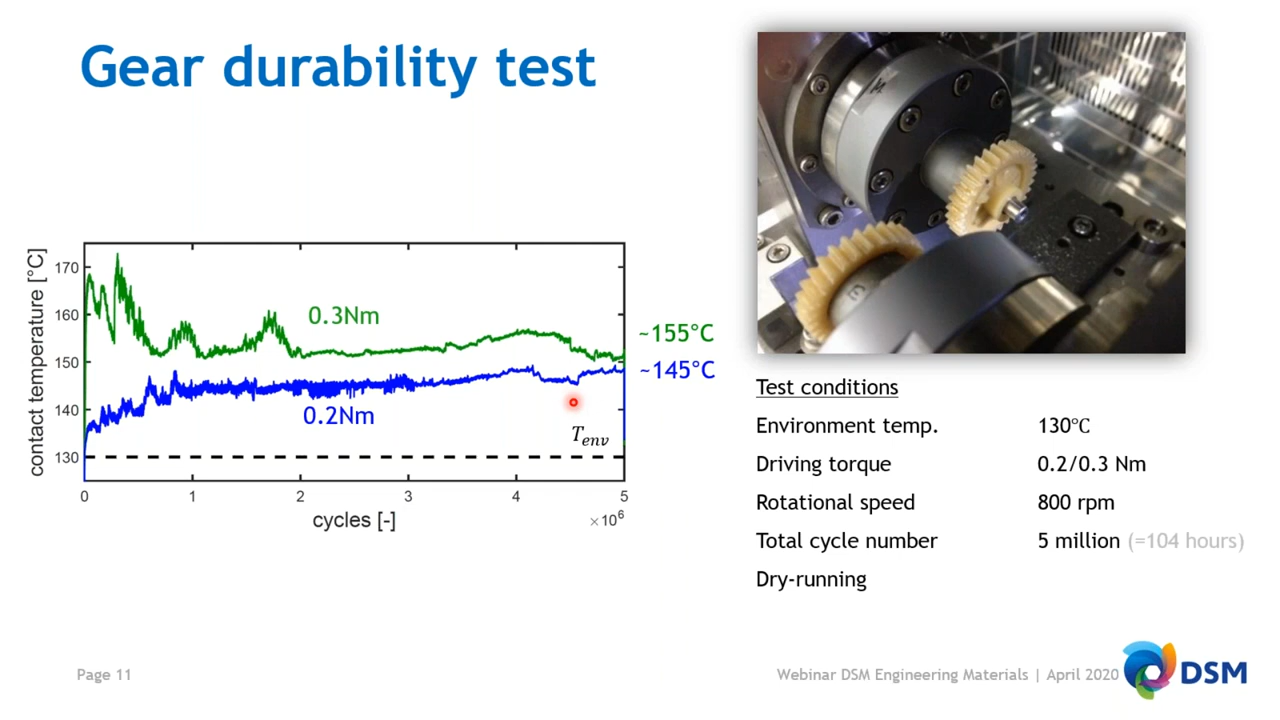 Gear durability test
contact temperature [°C]
170
160
150
140
130
0.3Nm
0.2Nm
~155°C
~145°C
T_env
0 1 2 3 4 5
cycles [-]
×10⁶
Test conditions
Environment temp. 130°C
Driving torque 0.2/0.3 Nm
Rotational speed 800 rpm
Total cycle number 5 million (=104 hours)
Dry-running
Page 11
Webinar DSM Engineering Materials | April 2020
DSM